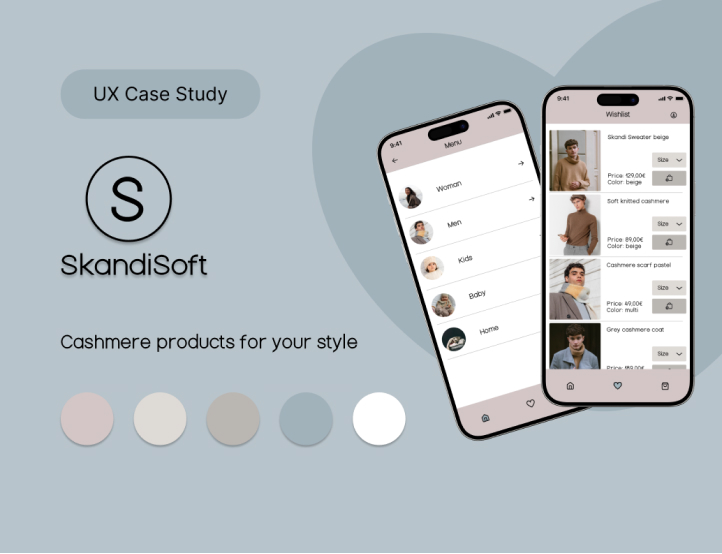 UX Case Study
S
SkandiSoft
Cashmere products for your style
9:41
Menu
Woman
Men
Kids
Baby
Home
9:41
Wishlist
Skandi Sweater beige
Size
Price: 129,00€
Color: beige
Soft knitted cashmere
Size
Price: 89,00€
Color: beige
Cashmere scarf pastel
Size
Price: 49,00€
Color: multi
Grey cashmere coat
Size